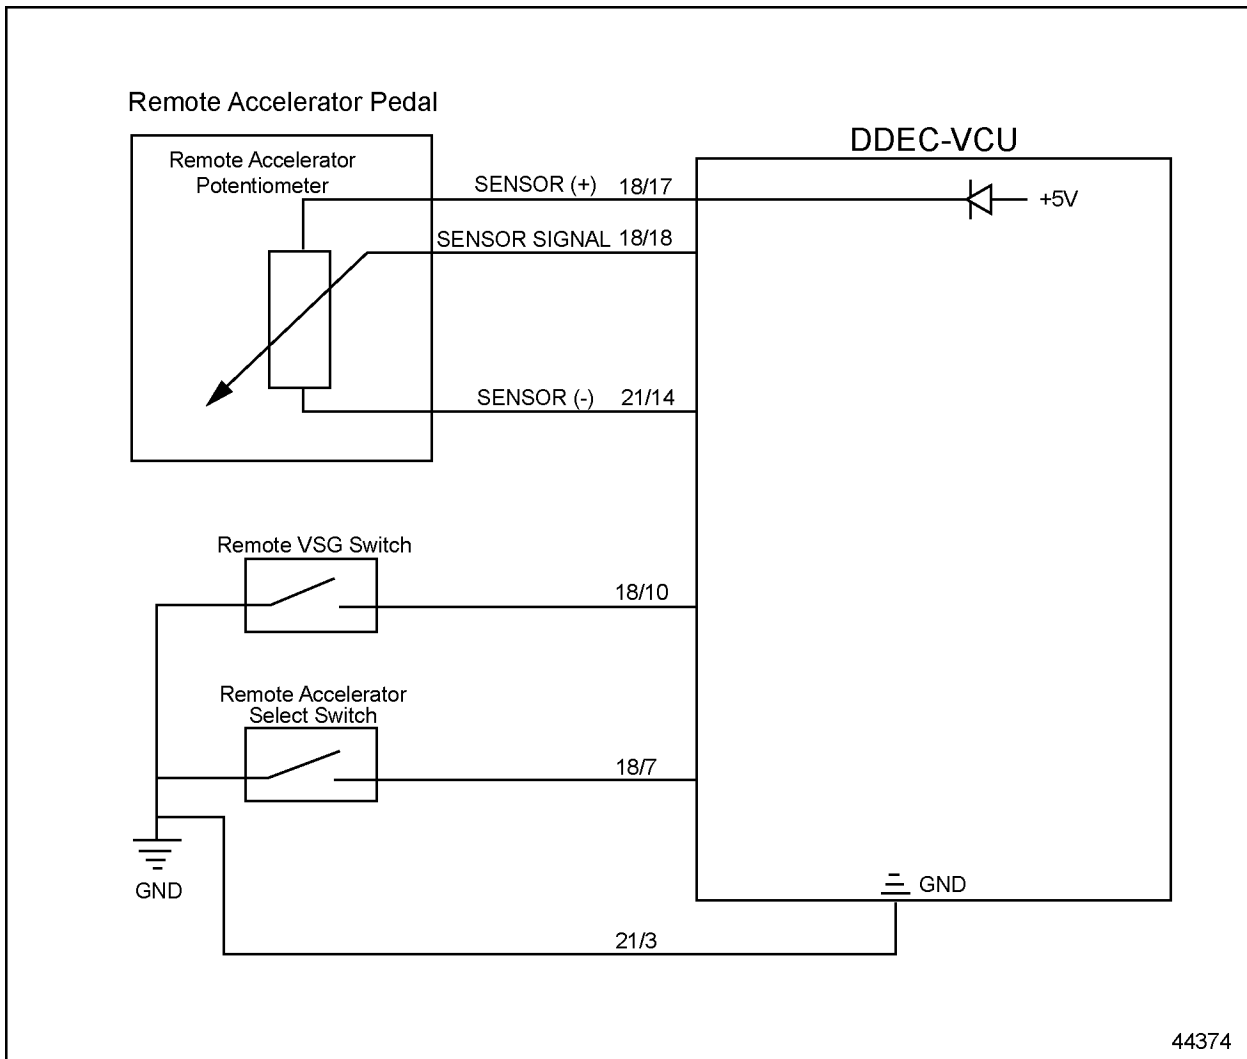 Remote Accelerator Pedal
DDEC-VCU
Remote Accelerator
Potentiometer
SENSOR (+) 18/17
+5V
SENSOR SIGNAL 18/18
SENSOR (-) 21/14
Remote VSG Switch
18/10
Remote Accelerator
Select Switch
18/7
GND
GND
21/3
44374